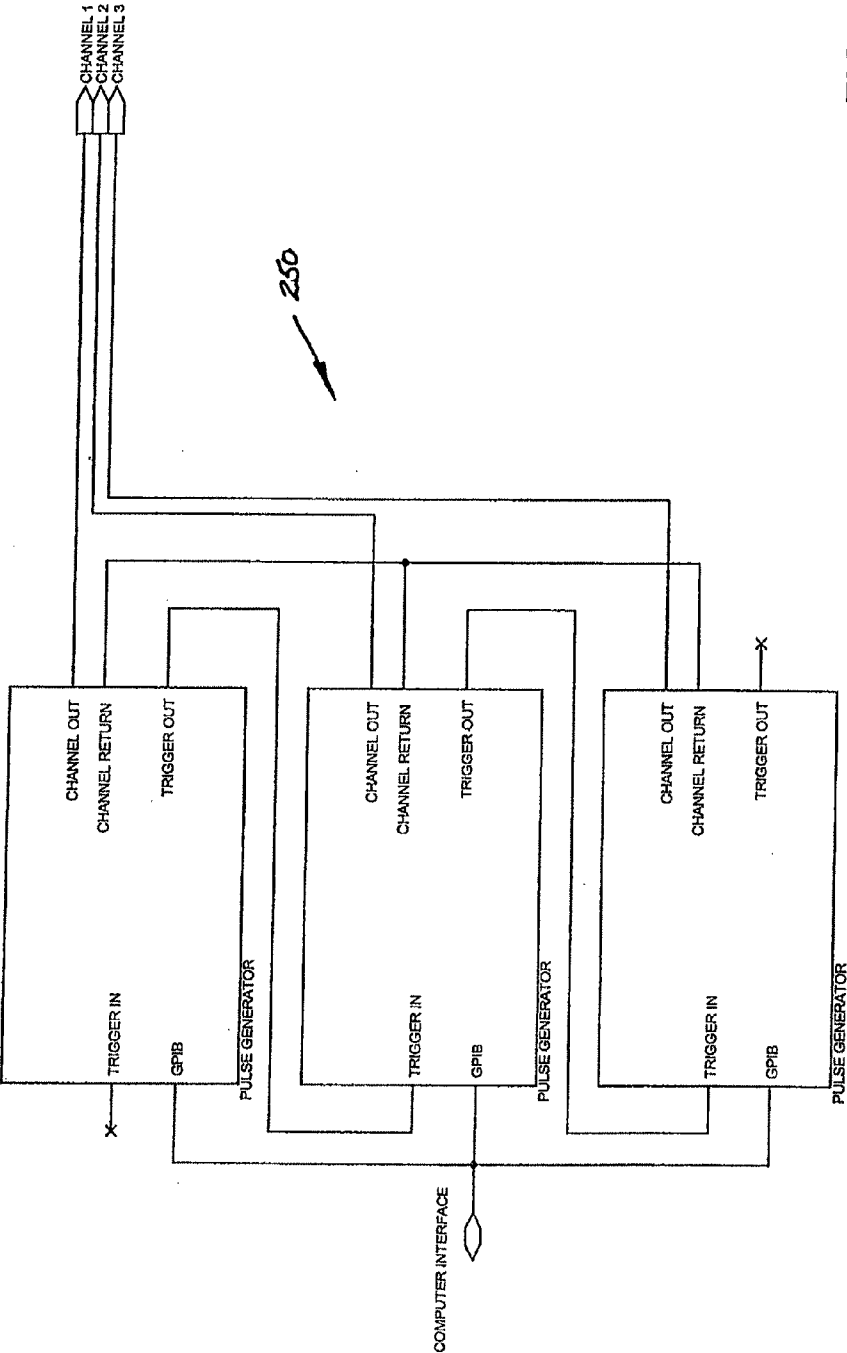 CHANNEL 1
CHANNEL 2
CHANNEL 3
250
CHANNEL OUT
CHANNEL RETURN
TRIGGER OUT
TRIGGER IN
GPIB
PULSE GENERATOR
CHANNEL OUT
CHANNEL RETURN
TRIGGER OUT
TRIGGER IN
GPIB
PULSE GENERATOR
CHANNEL OUT
CHANNEL RETURN
TRIGGER OUT
TRIGGER IN
GPIB
PULSE GENERATOR
COMPUTER INTERFACE